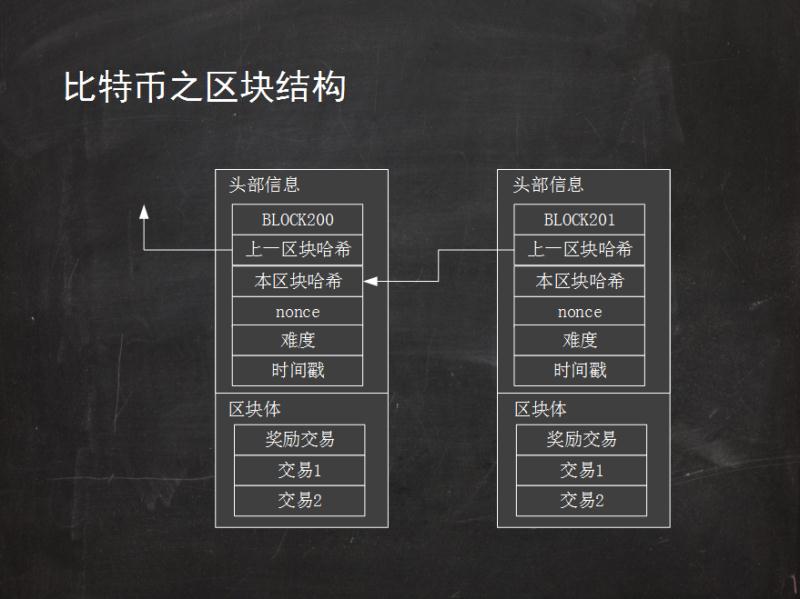 比特币之区块结构
头部信息
BLOCK200
上一区块哈希
本区块哈希
nonce
难度
时间戳
区块体
奖励交易
交易1
交易2
头部信息
BLOCK201
上一区块哈希
本区块哈希
nonce
难度
时间戳
区块体
奖励交易
交易1
交易2